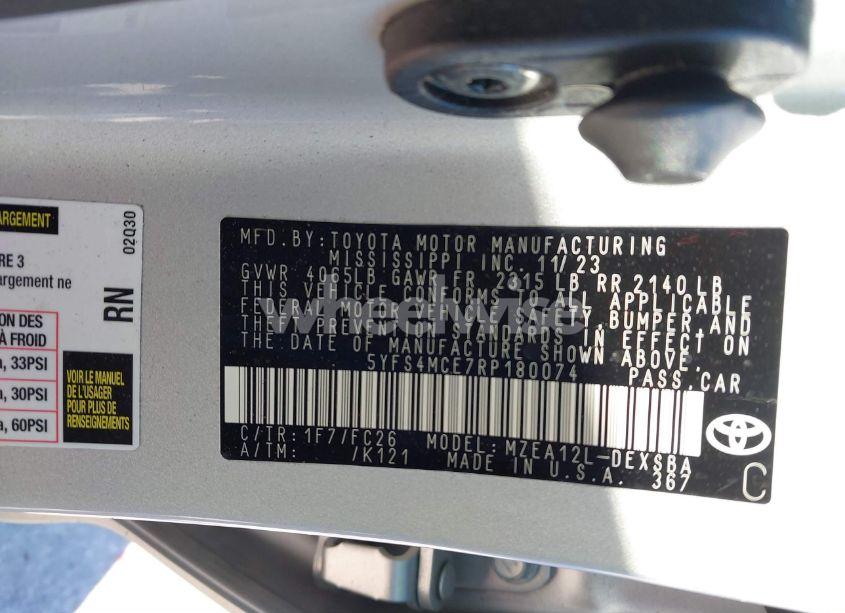 ARGEMENT
RE 3
argement ne
ION DES
À FROID
a, 33PSI
a, 30PSI
a, 60PSI
02Q30
RN
VOIR LE MANUEL
DE L'USAGER
POUR PLUS DE
RENSEIGNEMENTS
MFD.BY:TOYOTA MOTOR MANUFACTURING
MISSISSIPPI INC. 11/23
GVWR 4065LB GAWR FR 2315 LB RR 2140 LB
THIS VEHICLE CONFORMS TO ALL APPLICABLE
FEDERAL MOTOR VEHICLE SAFETY, BUMPER, AND
THEFT PREVENTION STANDARDS IN EFFECT ON
THE DATE OF MANUFACTURE SHOWN ABOVE.
5YFS4MCE7RP180074 PASS.CAR
C/TR: 1F7/FC26 MODEL: MZEA12L-DEXSBA
A/TM: /K121 MADE IN U.S.A. 367
C